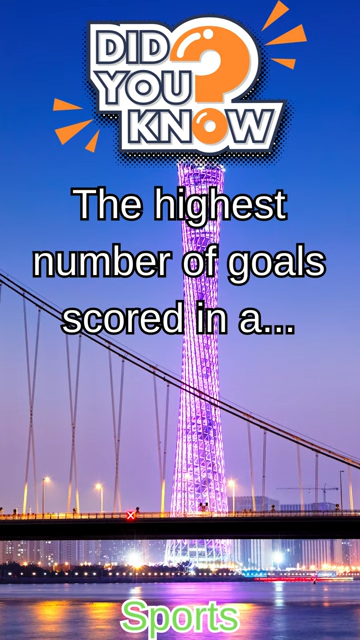 DID
YOU
KNOW
The highest
number of goals
scored in a...
Sports